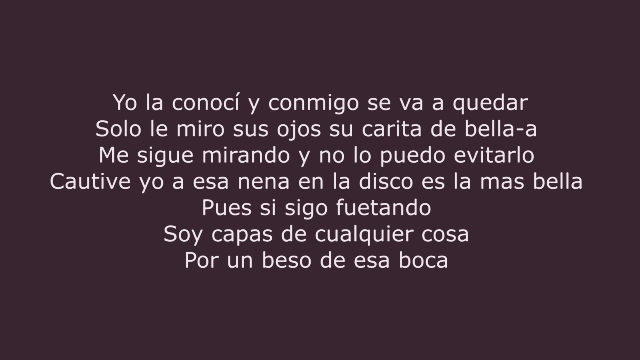 Yo la conocí y conmigo se va a quedar
Solo le miro sus ojos su carita de bella-a
Me sigue mirando y no lo puedo evitarlo
Cautive yo a esa nena en la disco es la mas bella
Pues si sigo fuetando
Soy capas de cualquier cosa
Por un beso de esa boca